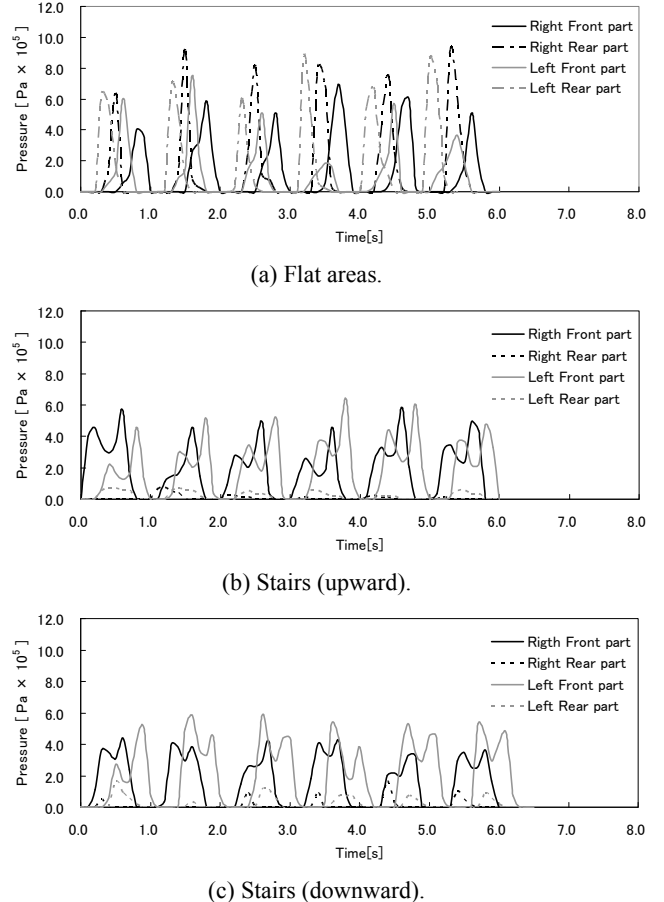 12.0
10.0
8.0
6.0
4.0
2.0
0.0
Pressure [ Pa × 10⁵ ]
Right Front part
Right Rear part
Left Front part
Left Rear part
0.0 1.0 2.0 3.0 4.0 5.0 6.0 7.0 8.0
Time[s]
(a) Flat areas.
12.0
10.0
8.0
6.0
4.0
2.0
0.0
Pressure [ Pa × 10⁵ ]
Rigth Front part
Right Rear part
Left Front part
Left Rear part
0.0 1.0 2.0 3.0 4.0 5.0 6.0 7.0 8.0
Time[s]
(b) Stairs (upward).
12.0
10.0
8.0
6.0
4.0
2.0
0.0
Pressure [ Pa × 10⁵ ]
Rigth Front part
Right Rear part
Left Front part
Left Rear part
0.0 1.0 2.0 3.0 4.0 5.0 6.0 7.0 8.0
Time[s]
(c) Stairs (downward).